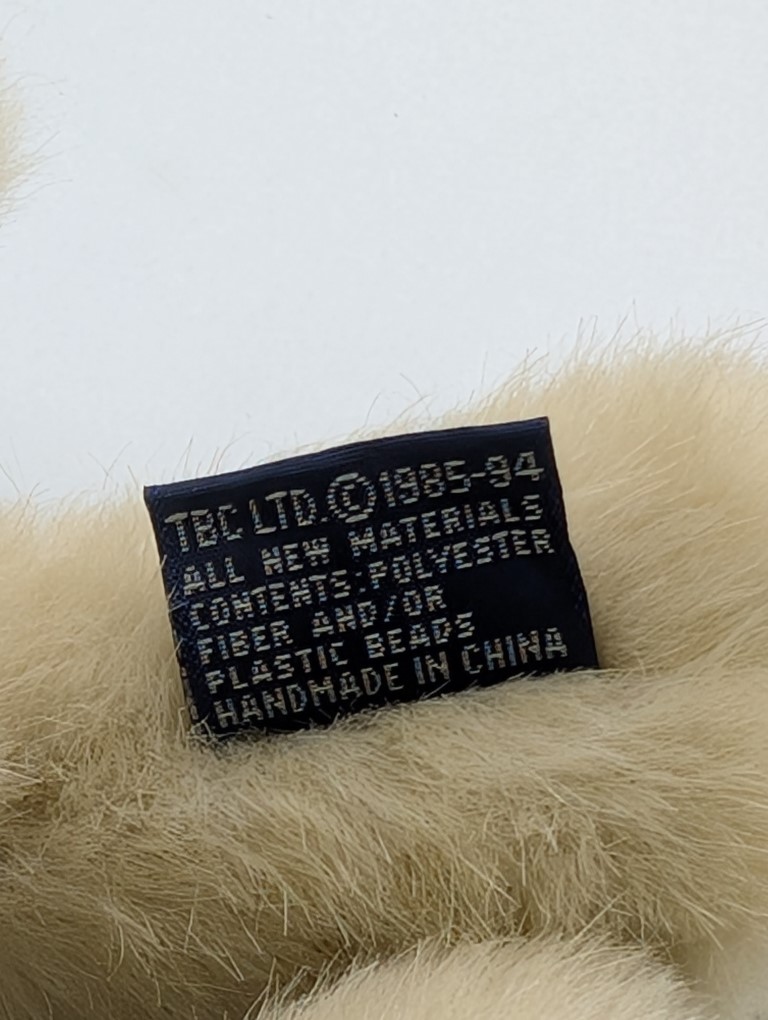 TBC LTD. ©1985-94
ALL NEW MATERIALS
CONTENTS:POLYESTER
FIBER AND/OR
PLASTIC BEADS
HANDMADE IN CHINA